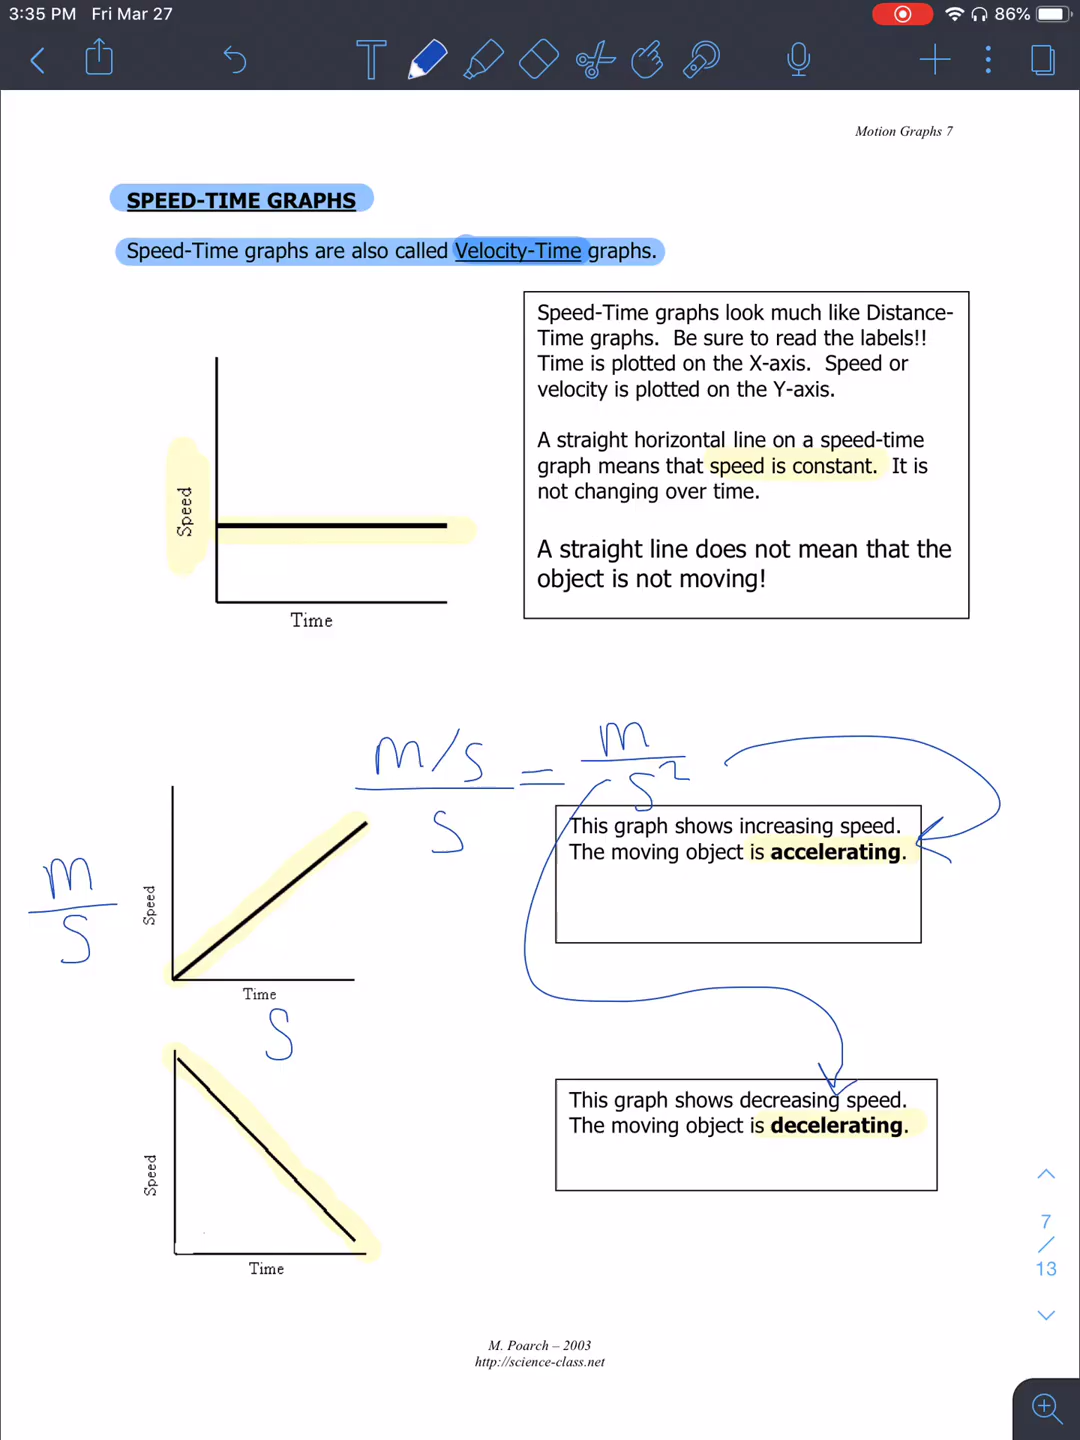 3:35 PM Fri Mar 27
86%
T
Motion Graphs 7
SPEED-TIME GRAPHS
Speed-Time graphs are also called Velocity-Time graphs.
Speed-Time graphs look much like Distance-
Time graphs. Be sure to read the labels!!
Time is plotted on the X-axis. Speed or
velocity is plotted on the Y-axis.
A straight horizontal line on a speed-time
graph means that speed is constant. It is
not changing over time.
A straight line does not mean that the
object is not moving!
Speed
Time
m/s
s
=
m
s²
This graph shows increasing speed.
The moving object is accelerating.
m
s
Speed
Time
s
This graph shows decreasing speed.
The moving object is decelerating.
Speed
Time
7
/
13
M. Poarch – 2003
http://science-class.net